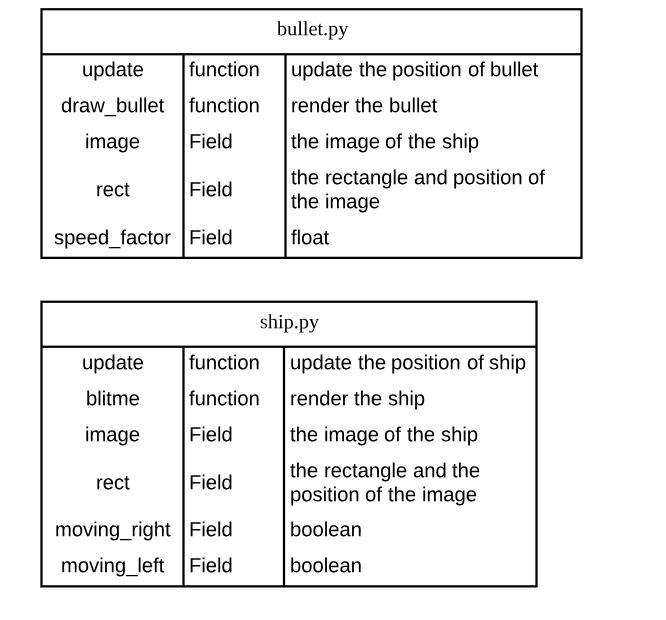 bullet.py
update function update the position of bullet
draw_bullet function render the bullet
image Field the image of the ship
rect Field the rectangle and position of
the image
speed_factor Field float
ship.py
update function update the position of ship
blitme function render the ship
image Field the image of the ship
rect Field the rectangle and the
position of the image
moving_right Field boolean
moving_left Field boolean